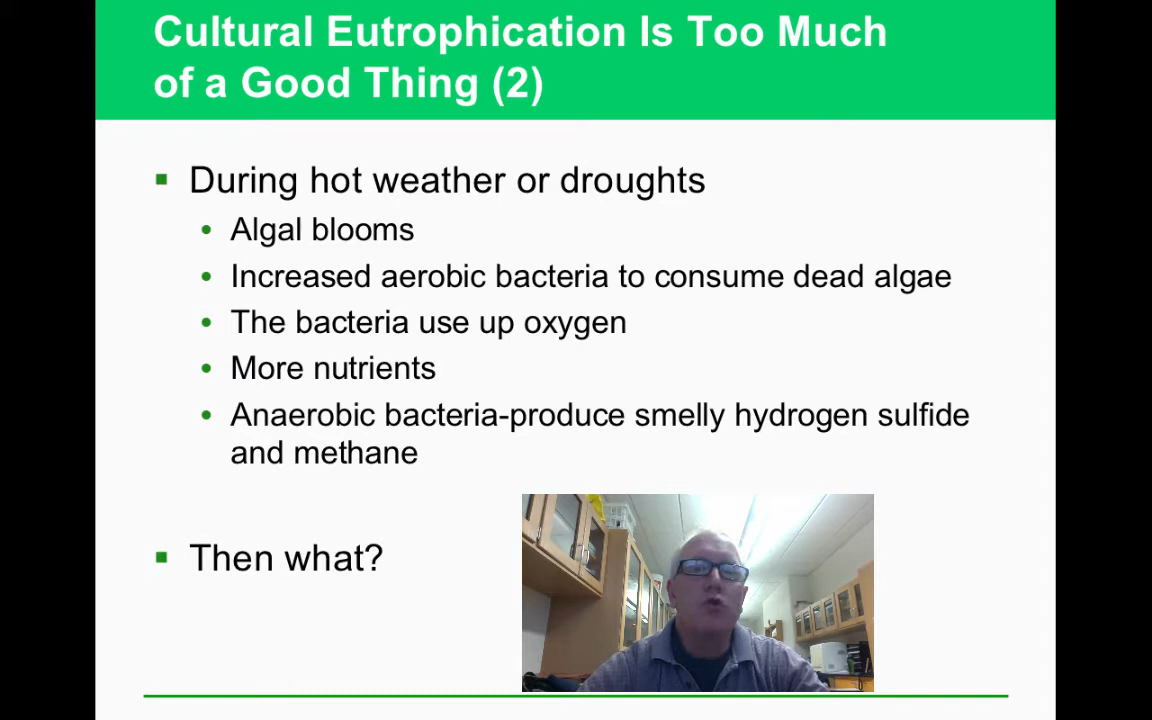 Cultural Eutrophication Is Too Much
of a Good Thing (2)
During hot weather or droughts
Algal blooms
Increased aerobic bacteria to consume dead algae
The bacteria use up oxygen
More nutrients
Anaerobic bacteria-produce smelly hydrogen sulfide
and methane
Then what?